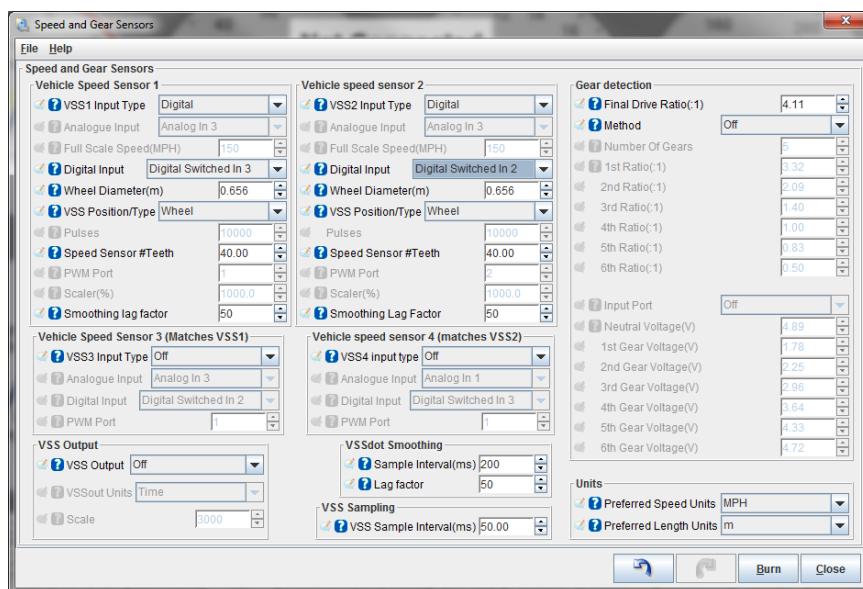 Speed and Gear Sensors
File Help
Speed and Gear Sensors
Vehicle Speed Sensor 1
VSS1 Input Type Digital
Analogue Input Analog In 3
Full Scale Speed(MPH) 150
Digital Input Digital Switched In 3
Wheel Diameter(m) 0.656
VSS Position/Type Wheel
Pulses 10000
Speed Sensor #Teeth 40.00
PWM Port 1
Scaler(%) 1000.0
Smoothing lag factor 50
Vehicle speed sensor 2
VSS2 Input Type Digital
Analogue Input Analog In 3
Full Scale Speed(MPH) 150
Digital Input Digital Switched In 2
Wheel Diameter(m) 0.656
VSS Position/Type Wheel
Pulses 10000
Speed Sensor #Teeth 40.00
PWM Port 2
Scaler(%) 1000.0
Smoothing Lag Factor 50
Vehicle Speed Sensor 3 (Matches VSS1)
VSS3 Input Type Off
Analogue Input Analog In 3
Digital Input Digital Switched In 2
PWM Port 1
Vehicle speed sensor 4 (matches VSS2)
VSS4 input type Off
Analogue Input Analog In 1
Digital Input Digital Switched In 3
PWM Port 1
VSS Output
VSS Output Off
VSSout Units Time
Scale 3000
VSSdot Smoothing
Sample Interval(ms) 200
Lag factor 50
VSS Sampling
VSS Sample Interval(ms) 50.00
Gear detection
Final Drive Ratio(:1) 4.11
Method Off
Number Of Gears 5
1st Ratio(:1) 3.32
2nd Ratio(:1) 2.09
3rd Ratio(:1) 1.40
4th Ratio(:1) 1.00
5th Ratio(:1) 0.83
6th Ratio(:1) 0.50
Input Port Off
Neutral Voltage(V) 4.89
1st Gear Voltage(V) 1.78
2nd Gear Voltage(V) 2.25
3rd Gear Voltage(V) 2.96
4th Gear Voltage(V) 3.64
5th Gear Voltage(V) 4.33
6th Gear Voltage(V) 4.72
Units
Preferred Speed Units MPH
Preferred Length Units m
Burn Close